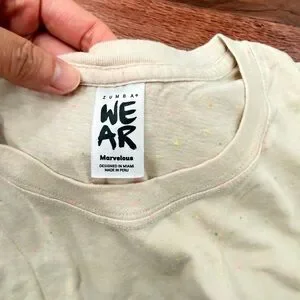 ZUMBA®
WE
AR
Marvelous
DESIGNED IN MIAMI
MADE IN PERU